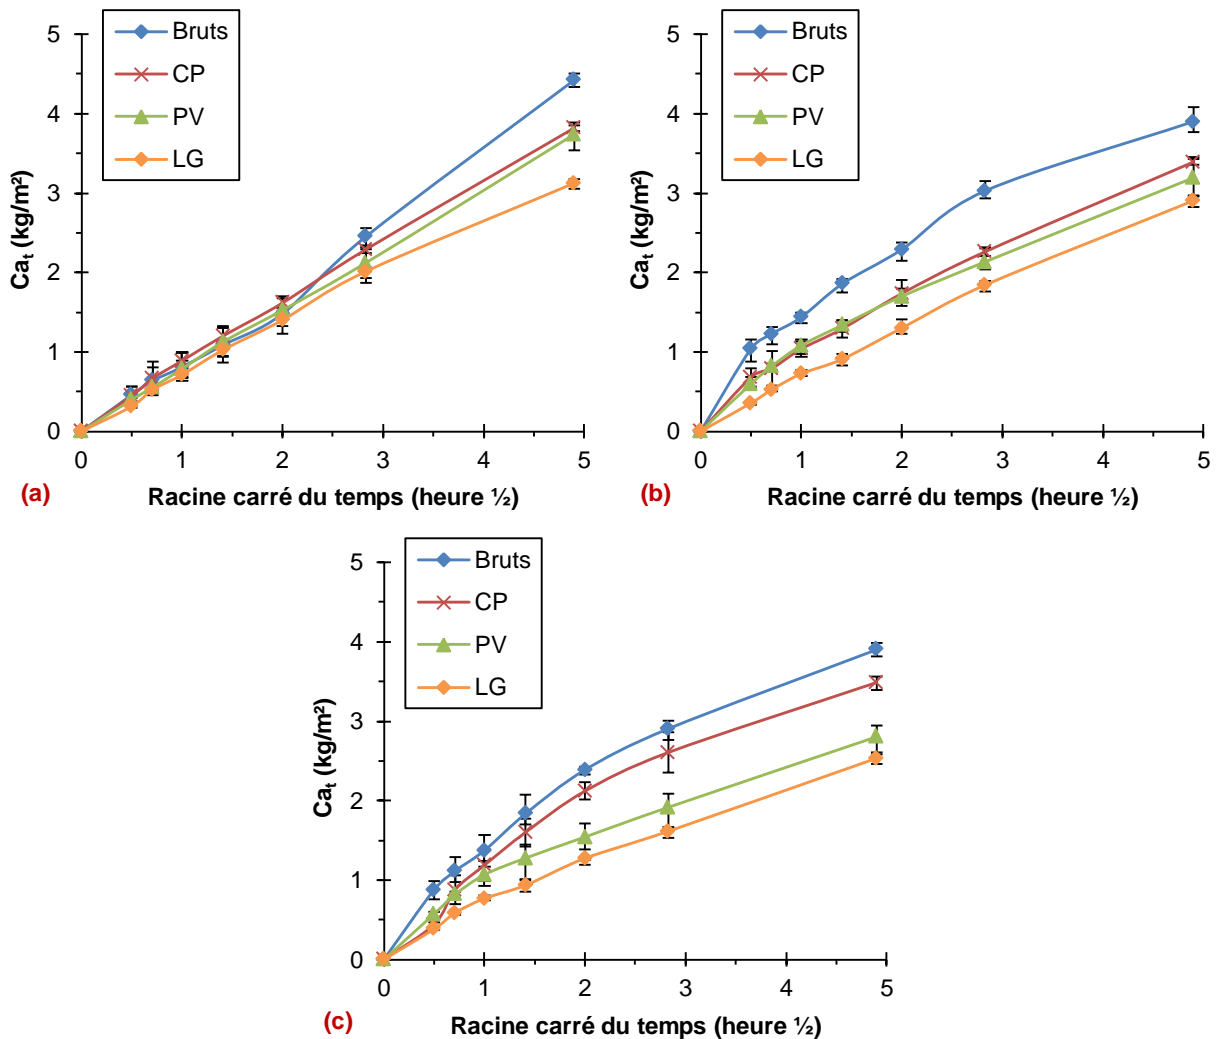 Bruts
CP
PV
LG
5
4
3
2
1
0
Caₜ (kg/m²)
0 1 2 3 4 5
Racine carré du temps (heure ½)
(a)
Bruts
CP
PV
LG
5
4
3
2
1
0
Caₜ (kg/m²)
0 1 2 3 4 5
Racine carré du temps (heure ½)
(b)
Bruts
CP
PV
LG
5
4
3
2
1
0
Caₜ (kg/m²)
0 1 2 3 4 5
Racine carré du temps (heure ½)
(c)